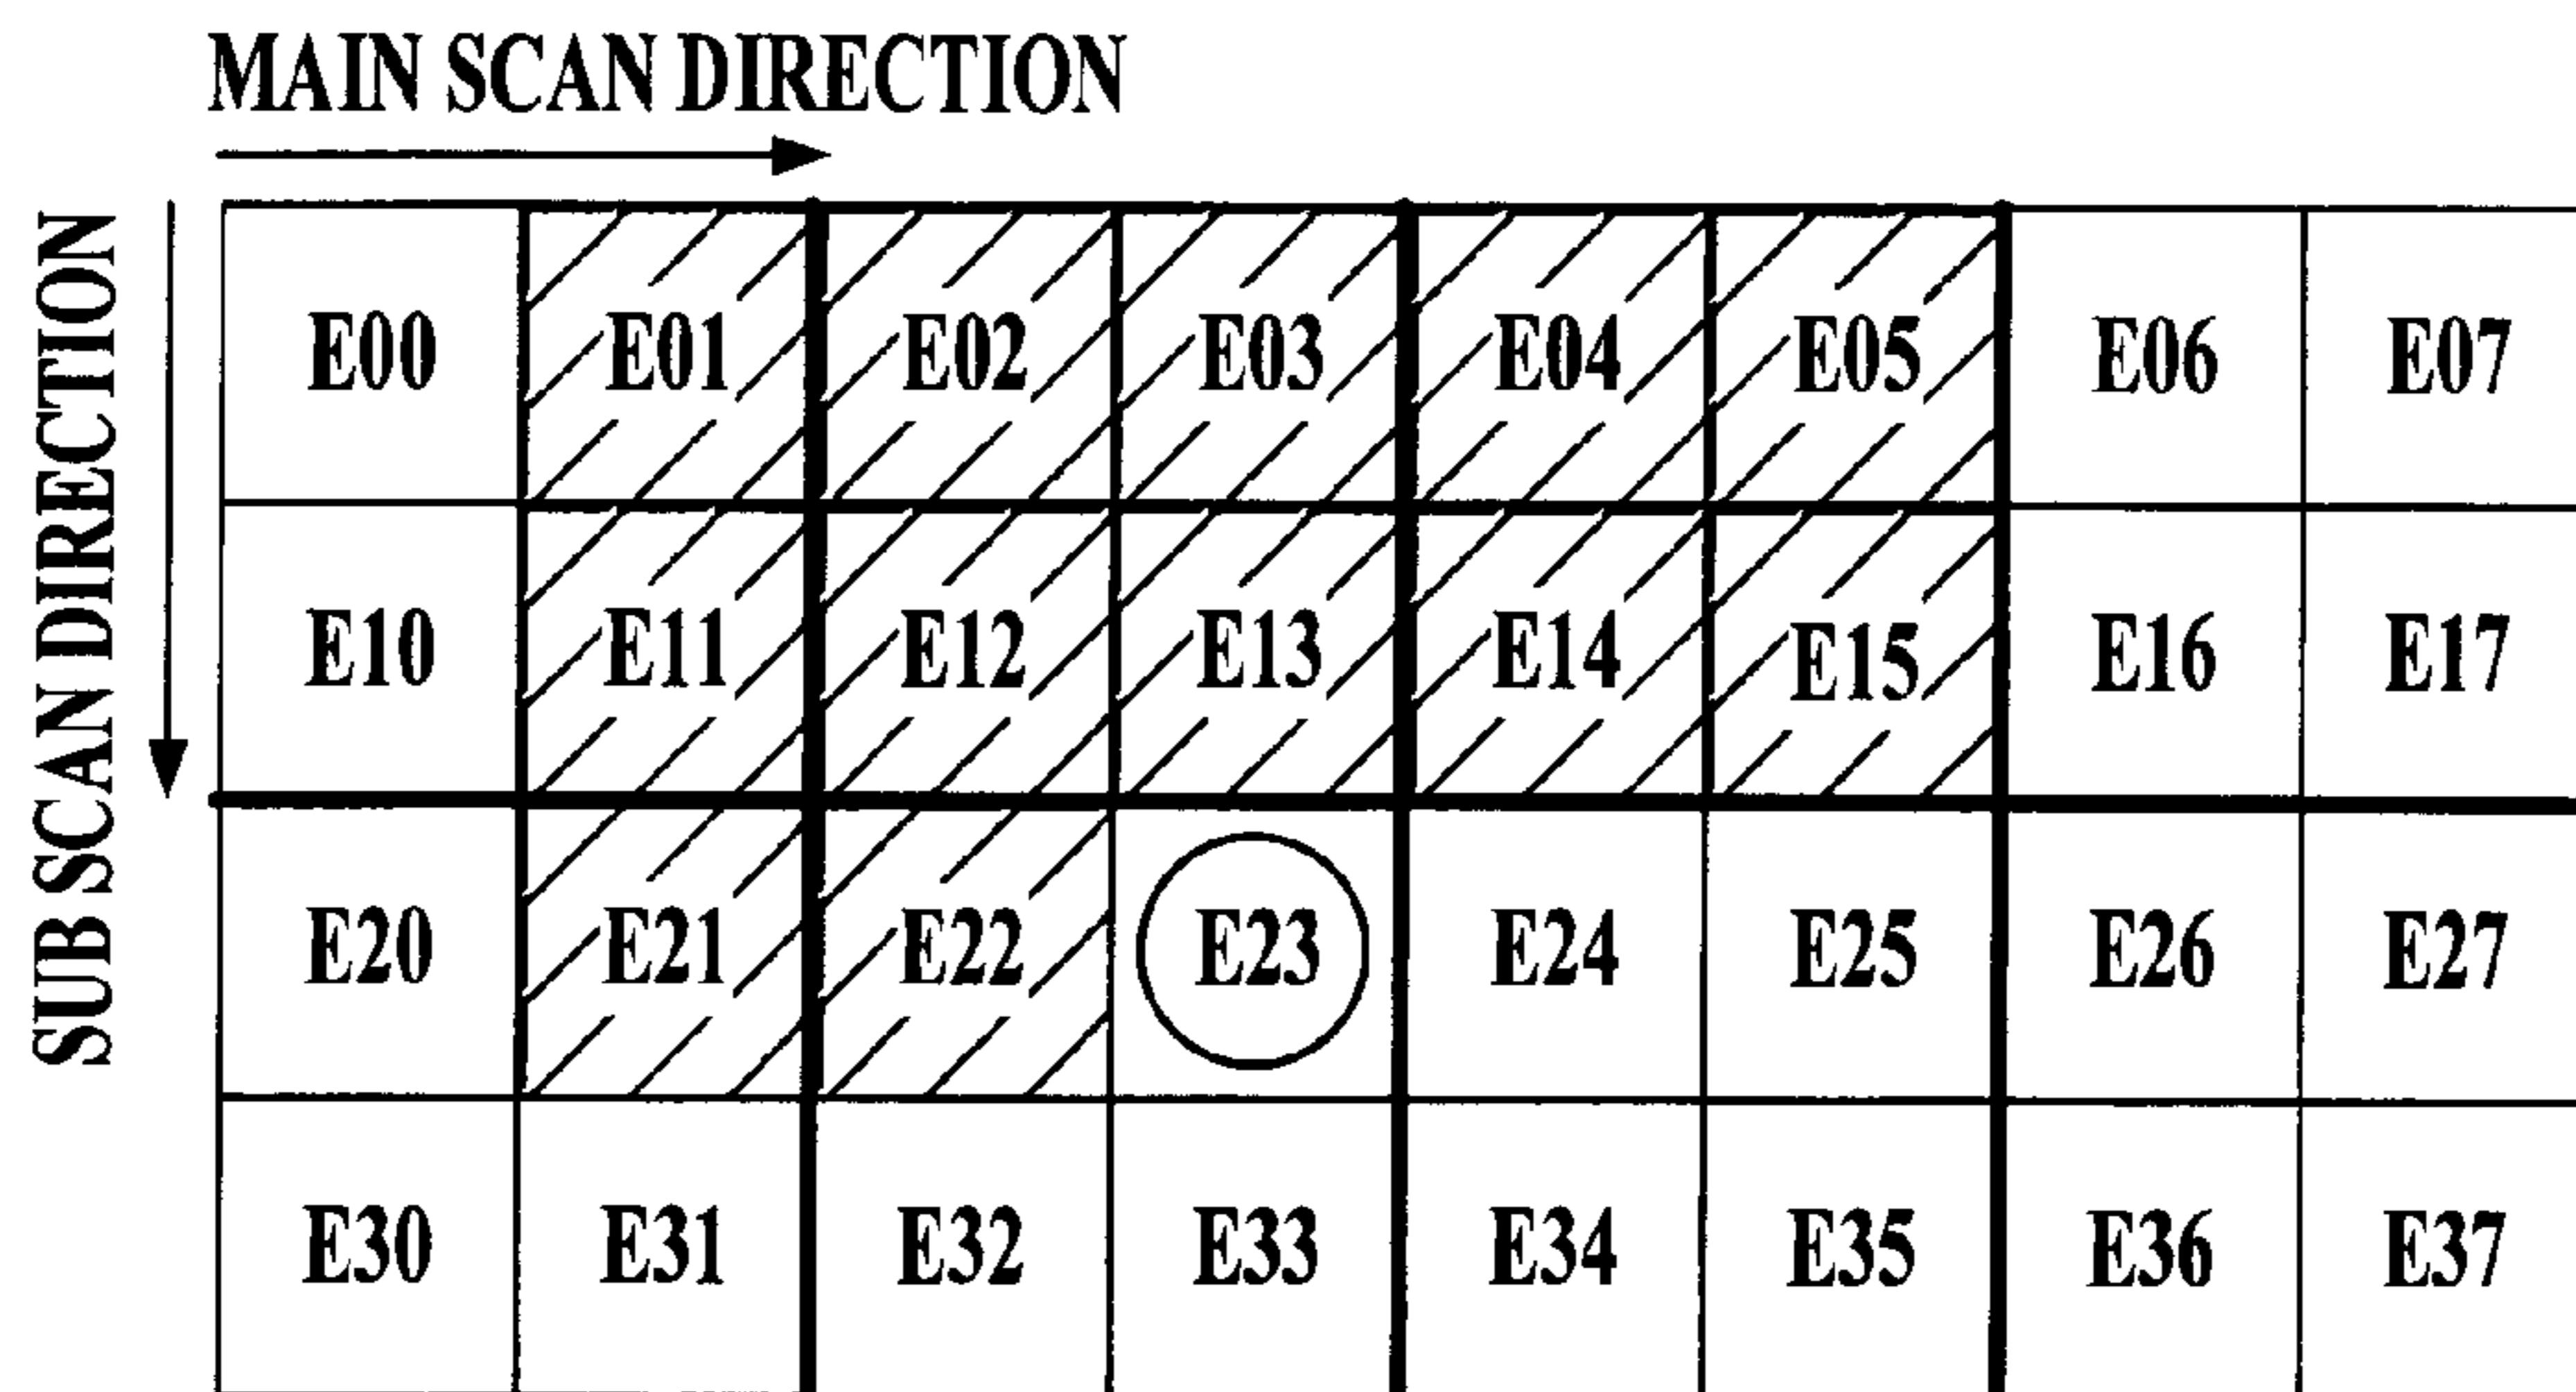 MAIN SCAN DIRECTION
SUB SCAN DIRECTION
E00 E01 E02 E03 E04 E05 E06 E07
E10 E11 E12 E13 E14 E15 E16 E17
E20 E21 E22 E23 E24 E25 E26 E27
E30 E31 E32 E33 E34 E35 E36 E37